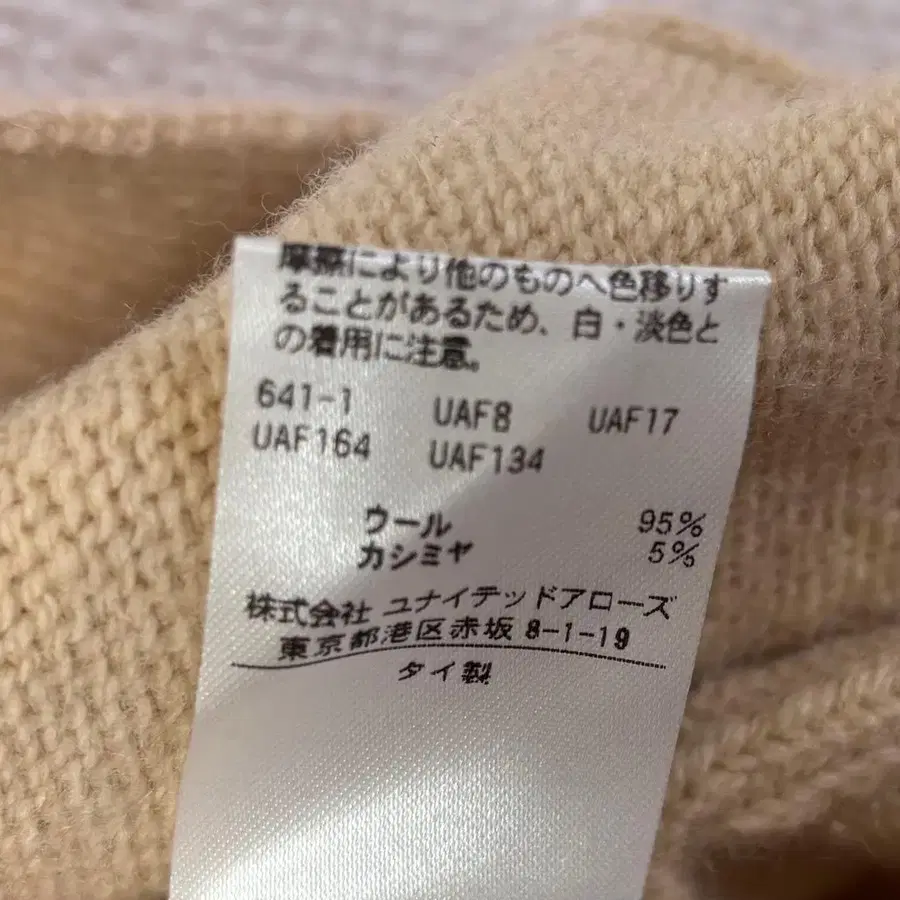 摩擦により他のものへ色移りす
ることがあるため、白・淡色と
の着用に注意。
641-1 UAF8 UAF17
UAF164 UAF134
ウール 95%
カシミヤ 5%
株式会社 ユナイテッドアローズ
東京都港区赤坂 8-1-19
タイ製